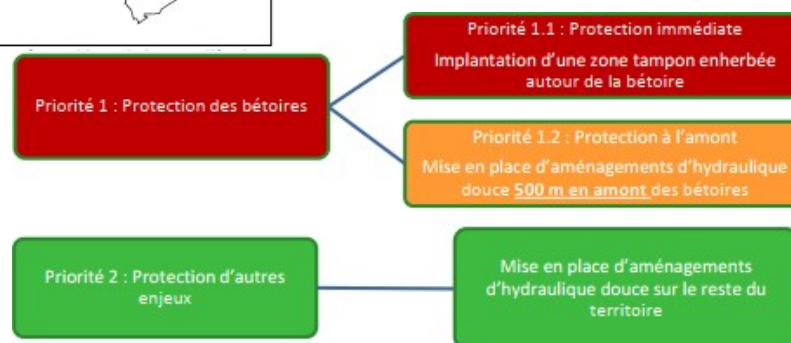 Priorité 1 : Protection des bétoires
Priorité 1.1 : Protection immédiate
Implantation d'une zone tampon enherbée
autour de la bétoire
Priorité 1.2 : Protection à l'amont
Mise en place d'aménagements d'hydraulique
douce 500 m en amont des bétoires
Priorité 2 : Protection d'autres
enjeux
Mise en place d'aménagements
d'hydraulique douce sur le reste du
territoire